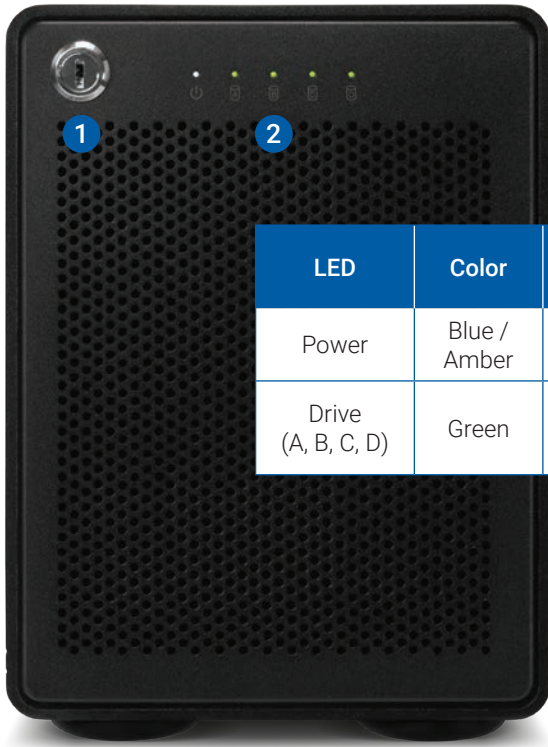 1
2
LED
Color
Power
Blue /
Amber
Drive
(A, B, C, D)
Green